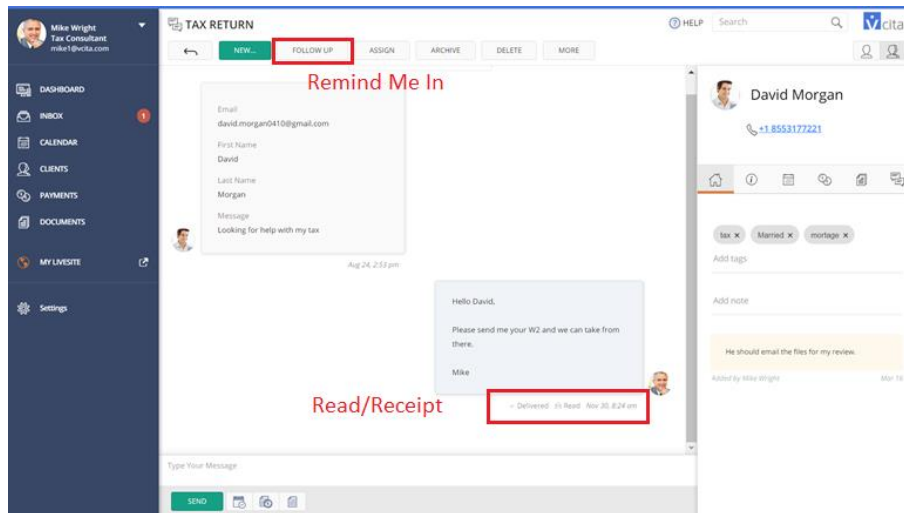 Mike Wright
Tax Consultant
mike1@vcita.com
DASHBOARD
INBOX 1
CALENDAR
CLIENTS
PAYMENTS
DOCUMENTS
MY LIVESITE
Settings
TAX RETURN
HELP
Search
vcita
NEW...
FOLLOW UP
ASSIGN
ARCHIVE
DELETE
MORE
Remind Me In
Email
david.morgan0410@gmail.com
First Name
David
Last Name
Morgan
Message
Looking for help with my tax
Aug 24, 2:53 pm
Hello David,
Please send me your W2 and we can take from
there.
Mike
Read/Receipt
Delivered Read Nov 30, 8:24 am
Type Your Message
SEND
David Morgan
+1 8553177221
tax x Married x mortage x
Add tags
Add note
He should email the files for my review.
Added by Mike Wright
Mar 16